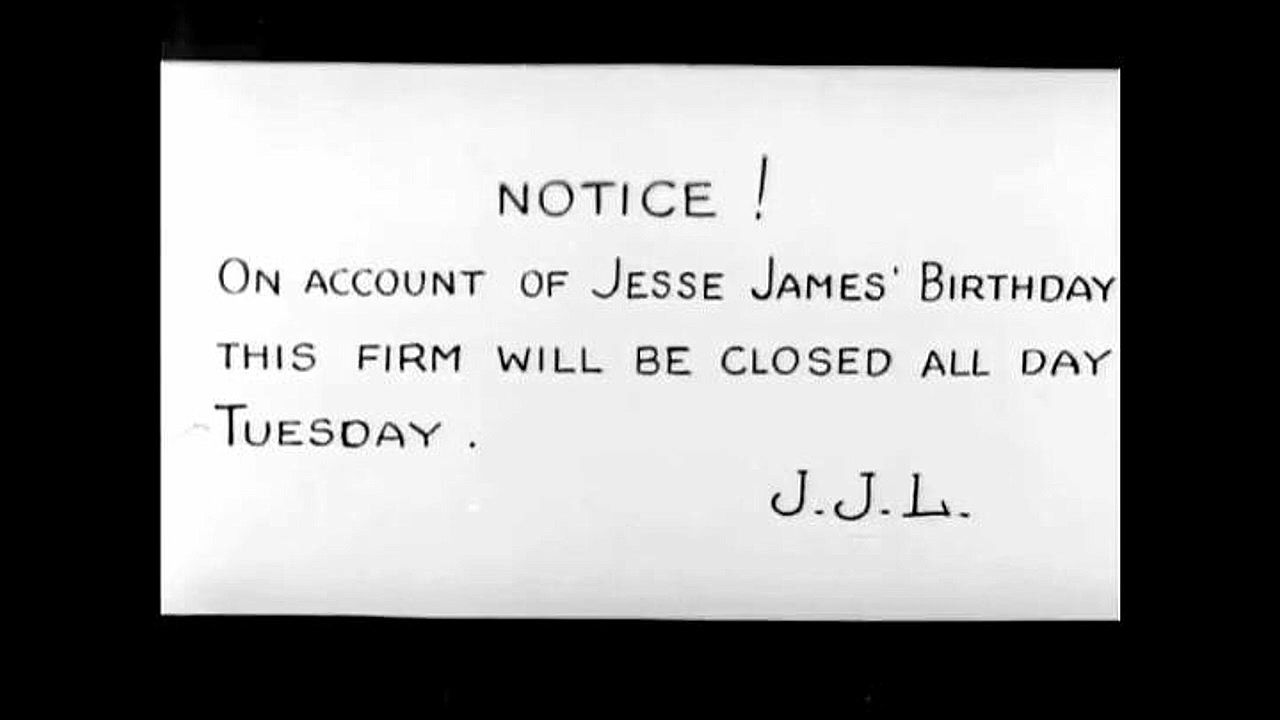 NOTICE !
ON ACCOUNT OF JESSE JAMES' BIRTHDAY
THIS FIRM WILL BE CLOSED ALL DAY
TUESDAY .
J.J.L.